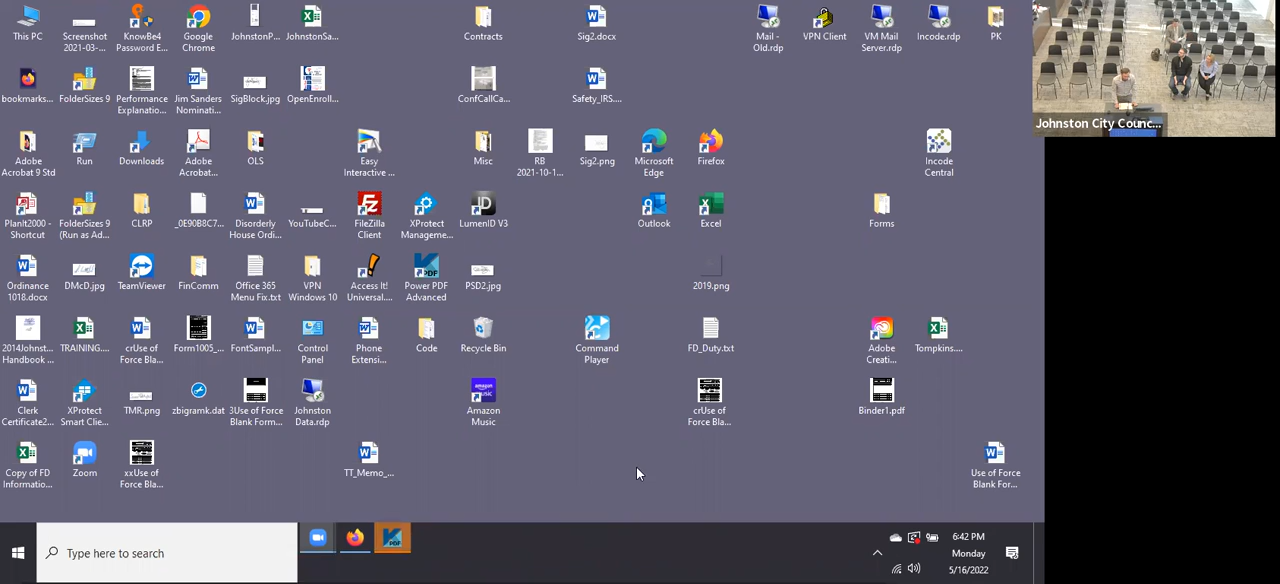 This PC
Screenshot
2021-03-...
KnowBe4
Password E...
Google
Chrome
JohnstonP...
JohnstonSa...
Contracts
Sig2.docx
Mail -
Old.rdp
VPN Client
VM Mail
Server.rdp
Incode.rdp
PK
bookmarks...
FolderSizes 9
Performance
Explanatio...
Jim Sanders
Nominati...
SigBlock.jpg
OpenEnroll...
ConfCallCa...
Safety_IRS....
Johnston City Counc...
Adobe
Acrobat 9 Std
Run
Downloads
Adobe
Acrobat...
OLS
Easy
Interactive ...
Misc
RB
2021-10-1...
Sig2.png
Microsoft
Edge
Firefox
Incode
Central
PlanIt2000 -
Shortcut
FolderSizes 9
(Run as Ad...
CLRP
_0E90B8C7...
Disorderly
House Ordi...
YouTubeC...
FileZilla
Client
XProtect
Manageme...
LumenID V3
Outlook
Excel
Forms
Ordinance
1018.docx
DMcD.jpg
TeamViewer
FinComm
Office 365
Menu Fix.txt
VPN
Windows 10
Access It!
Universal....
Power PDF
Advanced
PSD2.jpg
2019.png
2014Johnst...
Handbook ...
TRAINING....
crUse of
Force Bla...
Form1005_...
FontSampl...
Control
Panel
Phone
Extensi...
Code
Recycle Bin
Command
Player
FD_Duty.txt
Adobe
Creati...
Tompkins....
Clerk
Certificate2...
XProtect
Smart Clie...
TMR.png
zbigramk.dat
3Use of Force
Blank Form...
Johnston
Data.rdp
Amazon
Music
crUse of
Force Bla...
Binder1.pdf
Copy of FD
Informatio...
Zoom
xxUse of
Force Bla...
TT_Memo_...
Use of Force
Blank For...
Type here to search
6:42 PM
Monday
5/16/2022